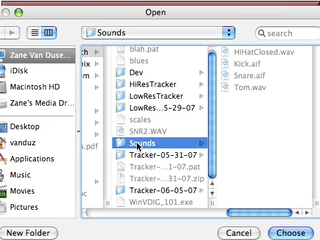 Open
Sounds
search
Zane Van Duse...
iDisk
Macintosh HD
Zane's Media Dr...
Desktop
vanduz
Applications
Music
Movies
Pictures
.pdf
blah.pat
blues
Dev
HiResTracker
LowResTracker
LowRes...5-29-07
scales
SNR2.WAV
Sounds
Tracker-05-31-07
Tracker-...1-07.pat
Tracker-...31-07.zip
Tracker-06-05-07
WinVDIG_101.exe
HiHatClosed.wav
Kick.aif
Snare.aif
Tom.wav
New Folder
Cancel
Choose